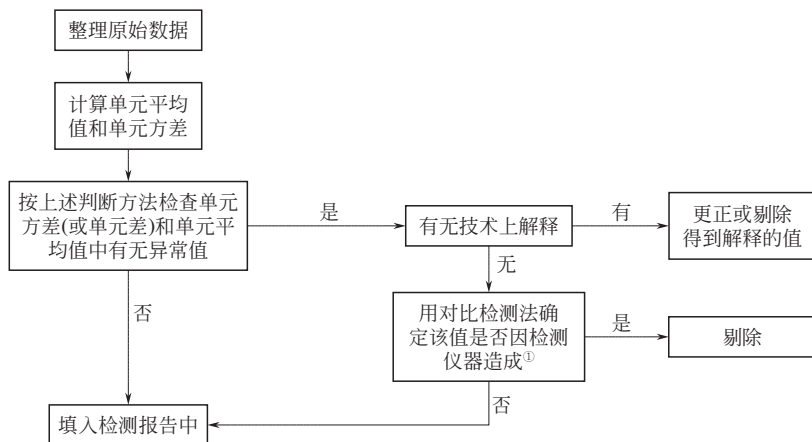 整理原始数据
计算单元平均
值和单元方差
按上述判断方法检查单元
方差(或单元差)和单元平
均值中有无异常值
是
有无技术上解释
有
更正或剔除
得到解释的值
无
否
用对比检测法确
定该值是否因检测
仪器造成①
是
剔除
否
填入检测报告中